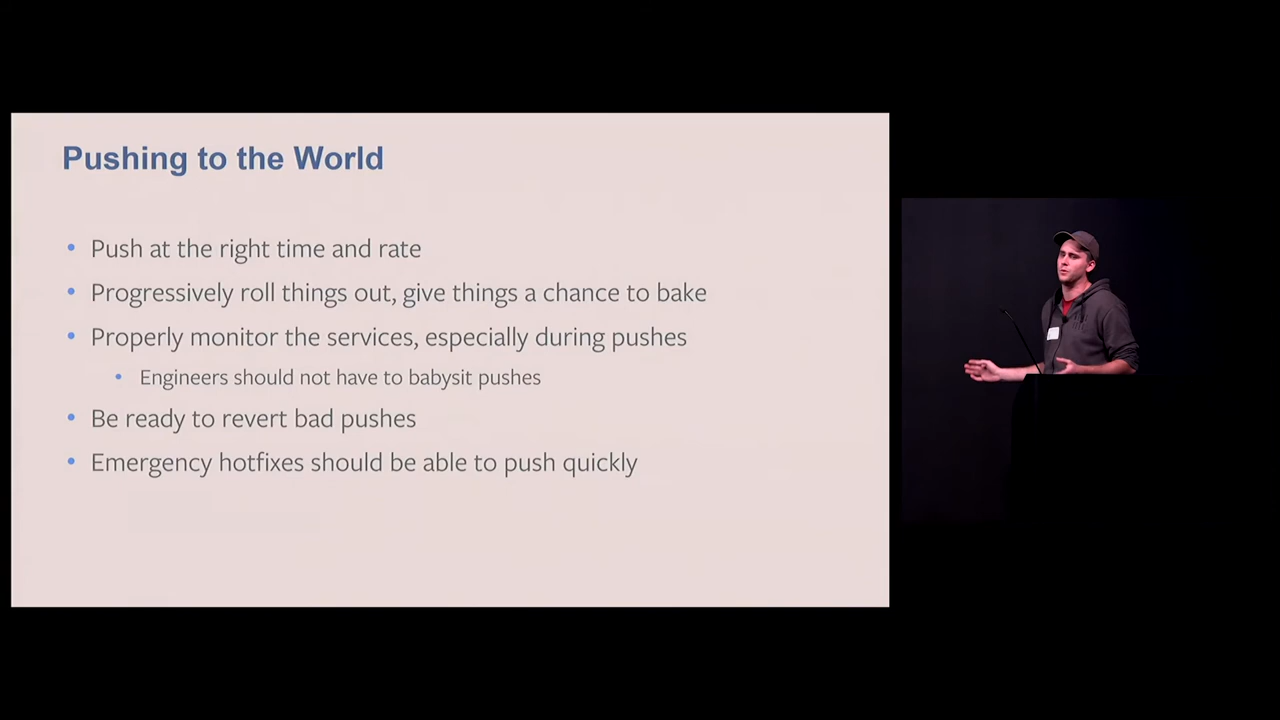 Pushing to the World
• Push at the right time and rate
• Progressively roll things out, give things a chance to bake
• Properly monitor the services, especially during pushes
• Engineers should not have to babysit pushes
• Be ready to revert bad pushes
• Emergency hotfixes should be able to push quickly